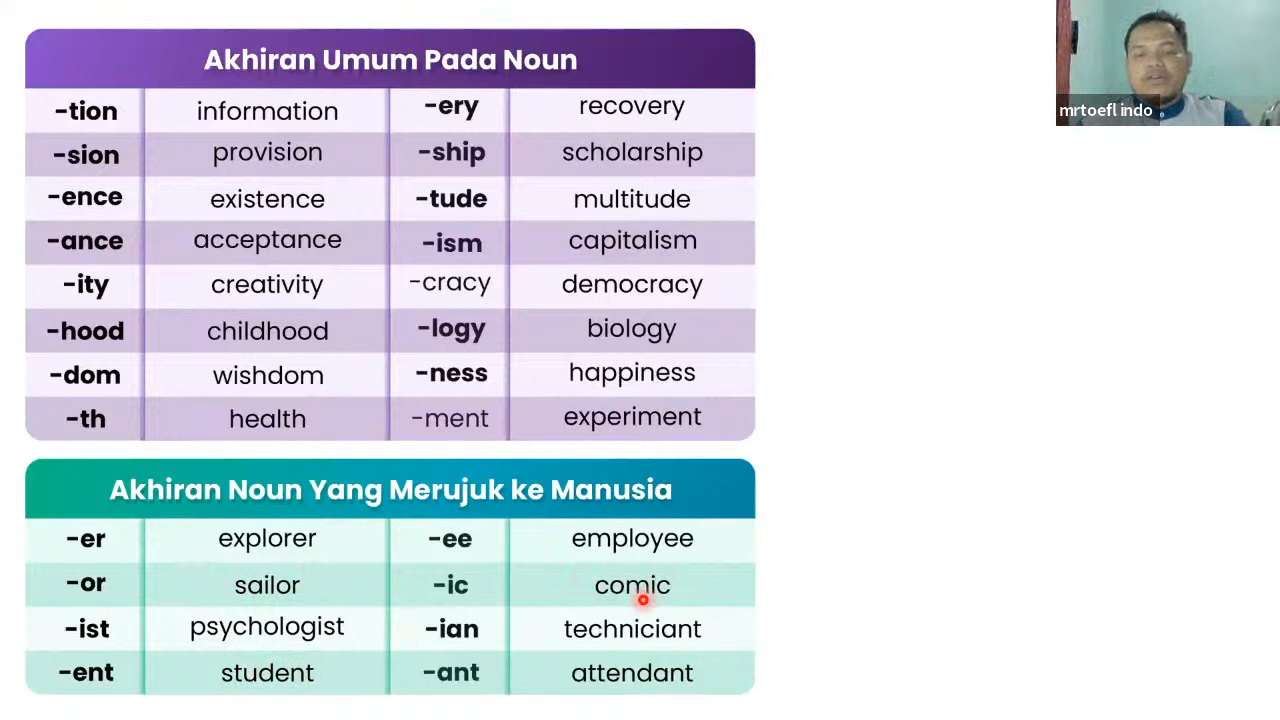 Akhiran Umum Pada Noun
-tion information -ery recovery
-sion provision -ship scholarship
-ence existence -tude multitude
-ance acceptance -ism capitalism
-ity creativity -cracy democracy
-hood childhood -logy biology
-dom wishdom -ness happiness
-th health -ment experiment
Akhiran Noun Yang Merujuk ke Manusia
-er explorer -ee employee
-or sailor -ic comic
-ist psychologist -ian techniciant
-ent student -ant attendant
mrtoefl indo